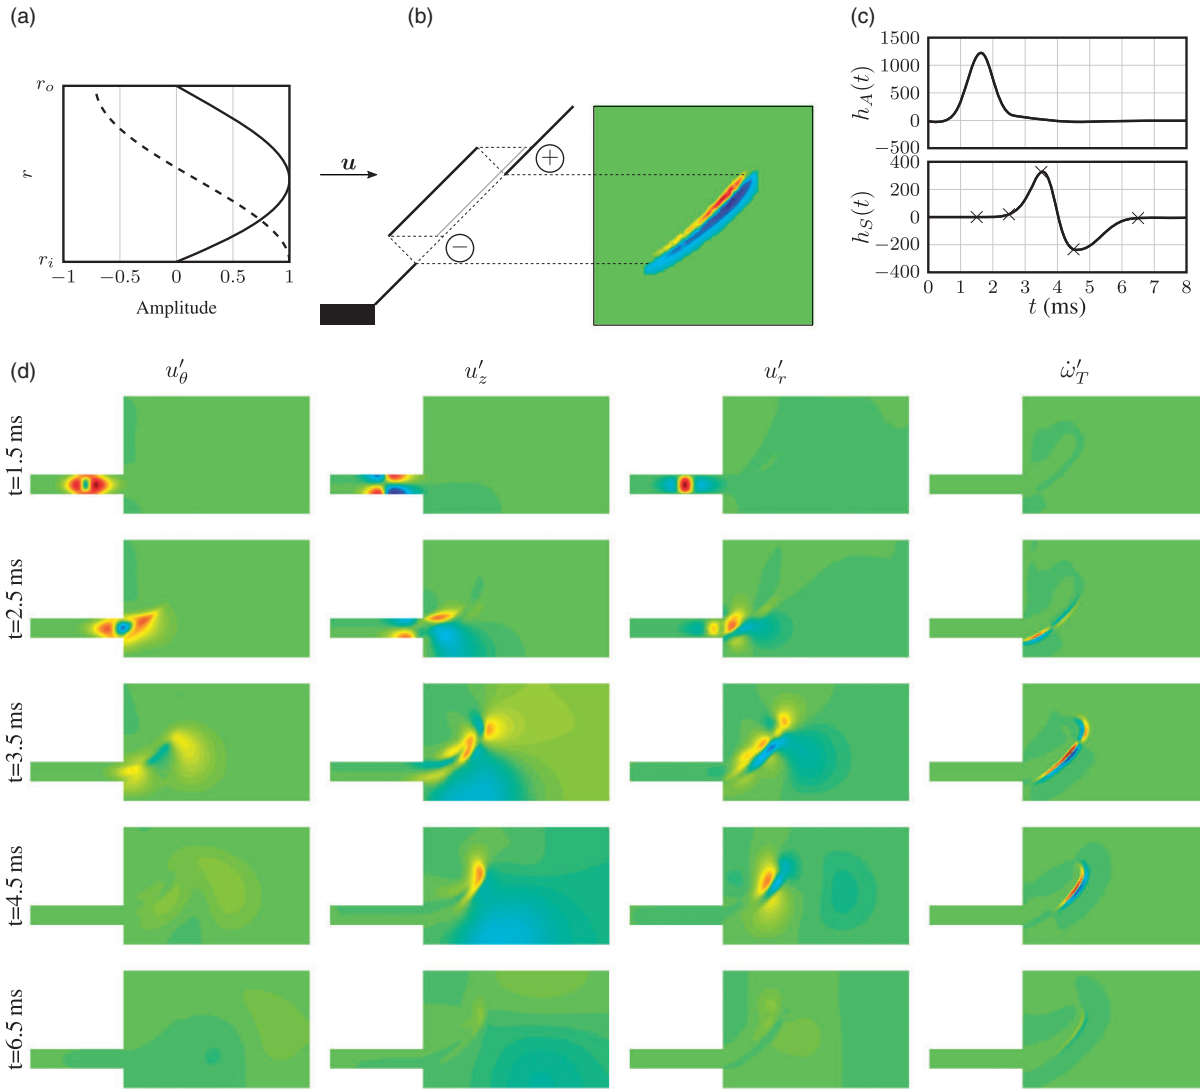 (a)
(b)
(c)
r_o
r
r_i
−1
−0.5
0
0.5
1
Amplitude
u
+
−
h_A(t)
1500
1000
500
0
−500
h_S(t)
400
200
0
−200
−400
0
1
2
3
4
5
6
7
8
t (ms)
(d)
u′_θ
u′_z
u′_r
ω̇′_T
t=1.5 ms
t=2.5 ms
t=3.5 ms
t=4.5 ms
t=6.5 ms